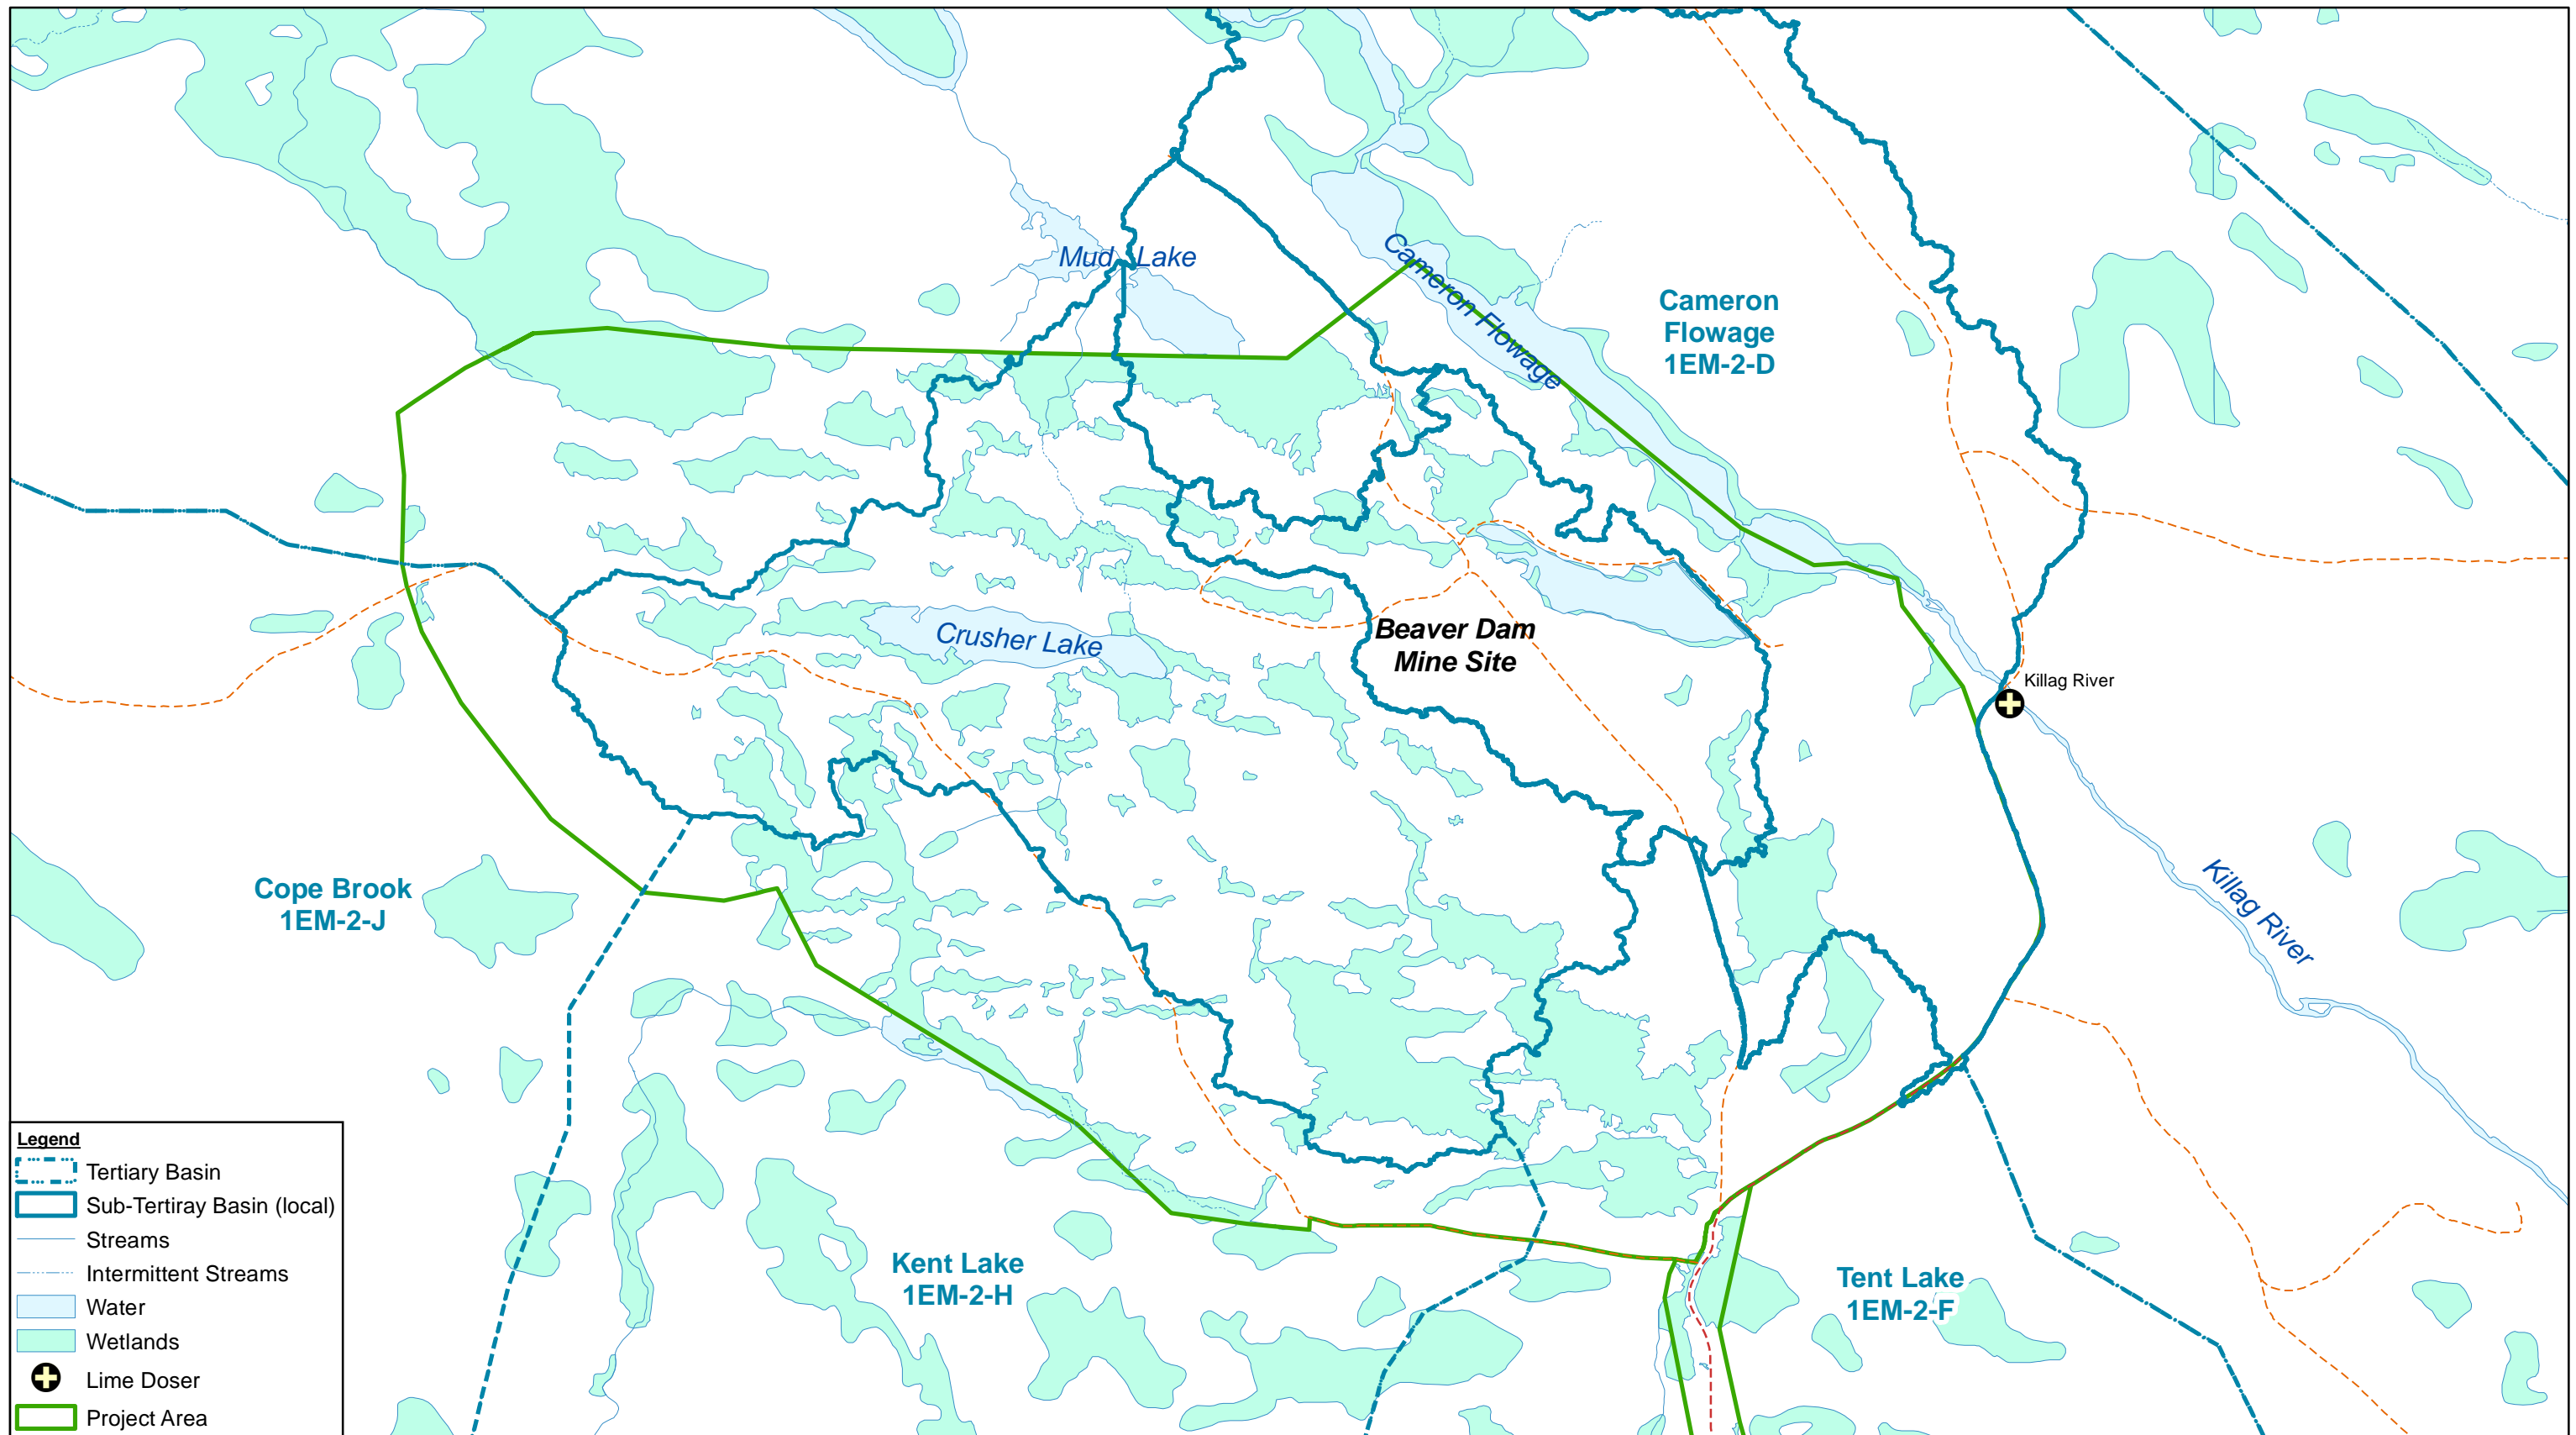 Mud Lake
Cameron Flowage
Cameron
Flowage
1EM-2-D
Crusher Lake
Beaver Dam
Mine Site
Killag River
Killag River
Cope Brook
1EM-2-J
Kent Lake
1EM-2-H
Tent Lake
1EM-2-F
Legend
Tertiary Basin
Sub-Tertiray Basin (local)
Streams
Intermittent Streams
Water
Wetlands
Lime Doser
Project Area